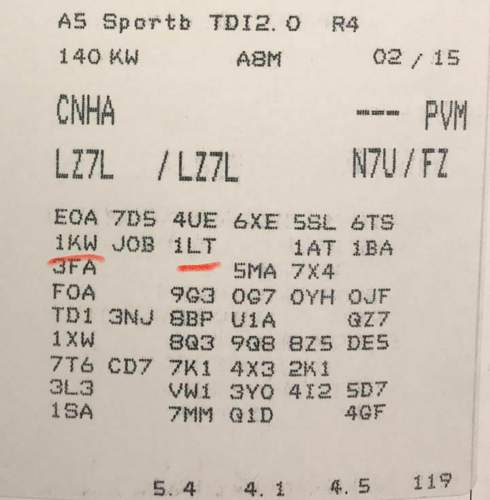 A5 Sportb TDI2.0 R4
140 KW A8M 02 / 15
CNHA --- PVM
LZ7L /LZ7L N7U/FZ
E0A 7D5 4UE 6XE 5SL 6TS
1KW J0B 1LT 1AT 1BA
3FA 5MA 7X4
F0A 9G3 0G7 0YH 0JF
TD1 3NJ 8BP U1A QZ7
1XW 8Q3 9Q8 8Z5 DE5
7T6 CD7 7K1 4X3 2K1
3L3 VW1 3Y0 4I2 5D7
1SA 7MM Q1D 4GF
5.4 4.1 4.5 119